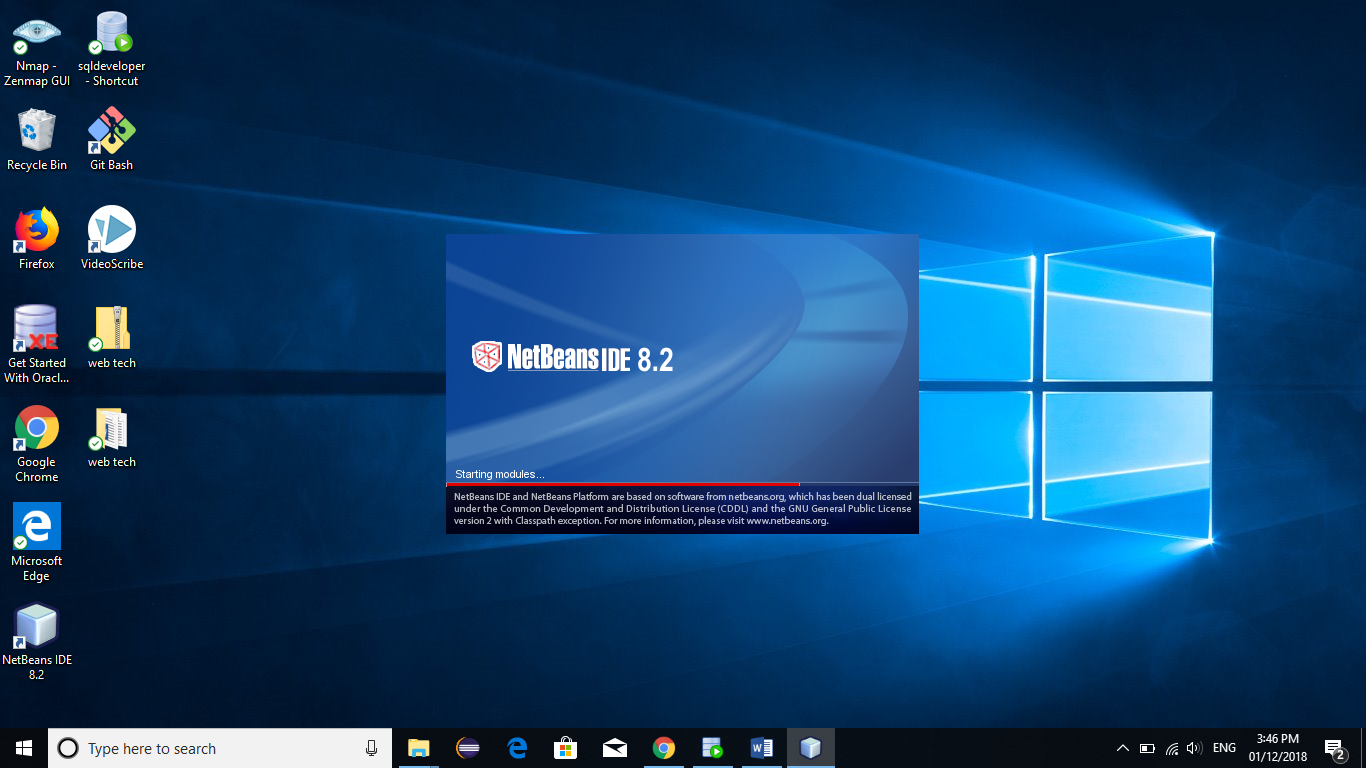 Nmap -
Zenmap GUI
sqldeveloper
- Shortcut
Recycle Bin
Git Bash
Firefox
VideoScribe
XE
Get Started
With Oracl...
web tech
Google
Chrome
web tech
Microsoft
Edge
NetBeans IDE
8.2
NetBeans IDE 8.2
Starting modules...
NetBeans IDE and NetBeans Platform are based on software from netbeans.org, which has been dual licensed
under the Common Development and Distribution License (CDDL) and the GNU General Public License
version 2 with Classpath exception. For more information, please visit www.netbeans.org.
Type here to search
ENG
3:46 PM
01/12/2018
2